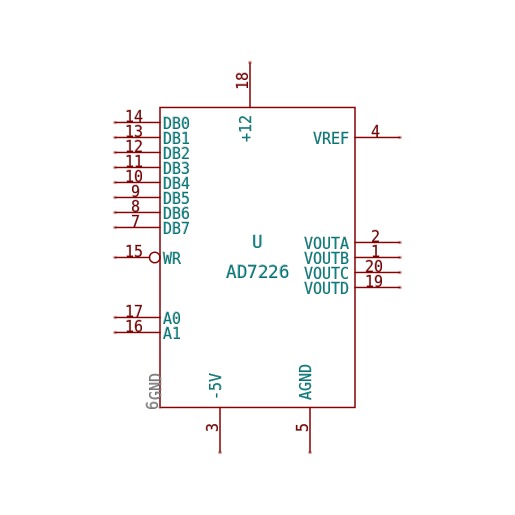 18
+12
14 DB0
13 DB1
12 DB2
11 DB3
10 DB4
9 DB5
8 DB6
7 DB7
15 WR
17 A0
16 A1
VREF 4
U
AD7226
VOUTA 2
VOUTB 1
VOUTC 20
VOUTD 19
6GND
-5V
3
AGND
5